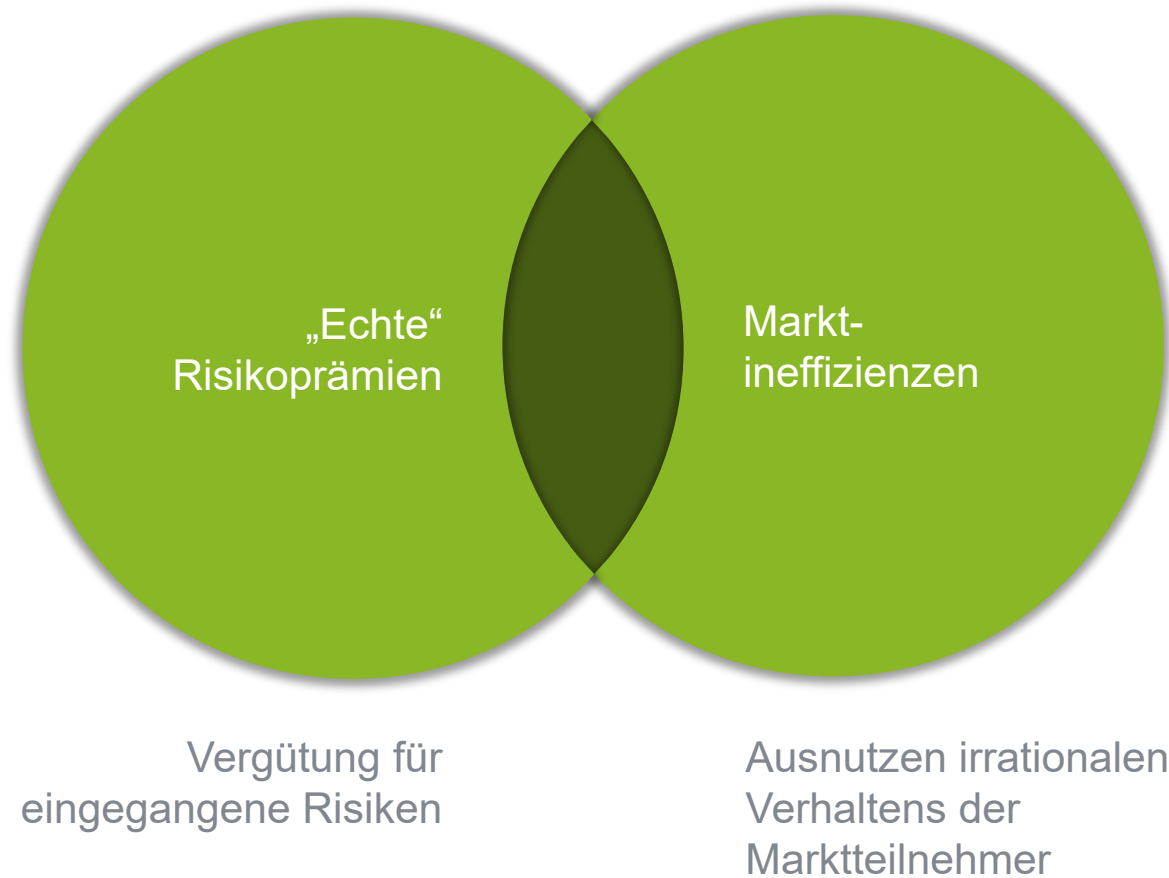 „Echte“
Risikoprämien
Markt-
ineffizienzen
Vergütung für
eingegangene Risiken
Ausnutzen irrationalen
Verhaltens der
Marktteilnehmer